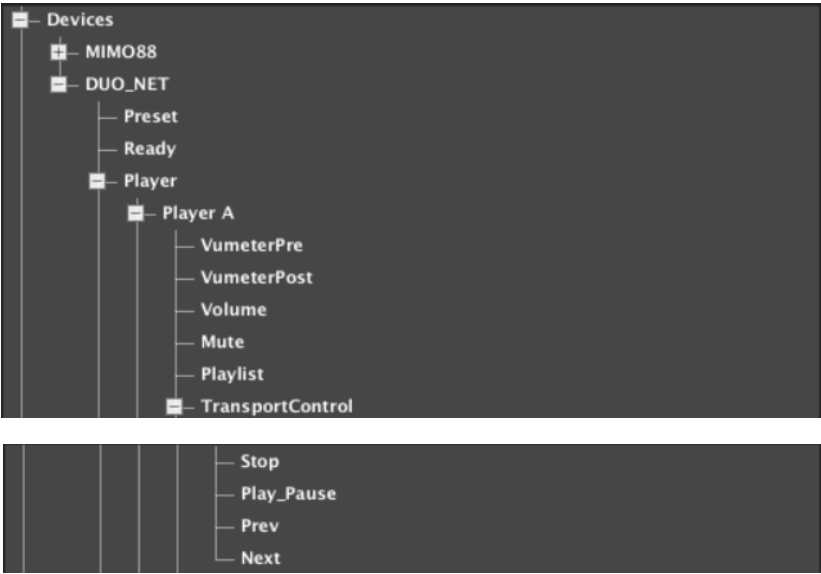 Devices
MIMO88
DUO_NET
Preset
Ready
Player
Player A
VumeterPre
VumeterPost
Volume
Mute
Playlist
TransportControl
Stop
Play_Pause
Prev
Next